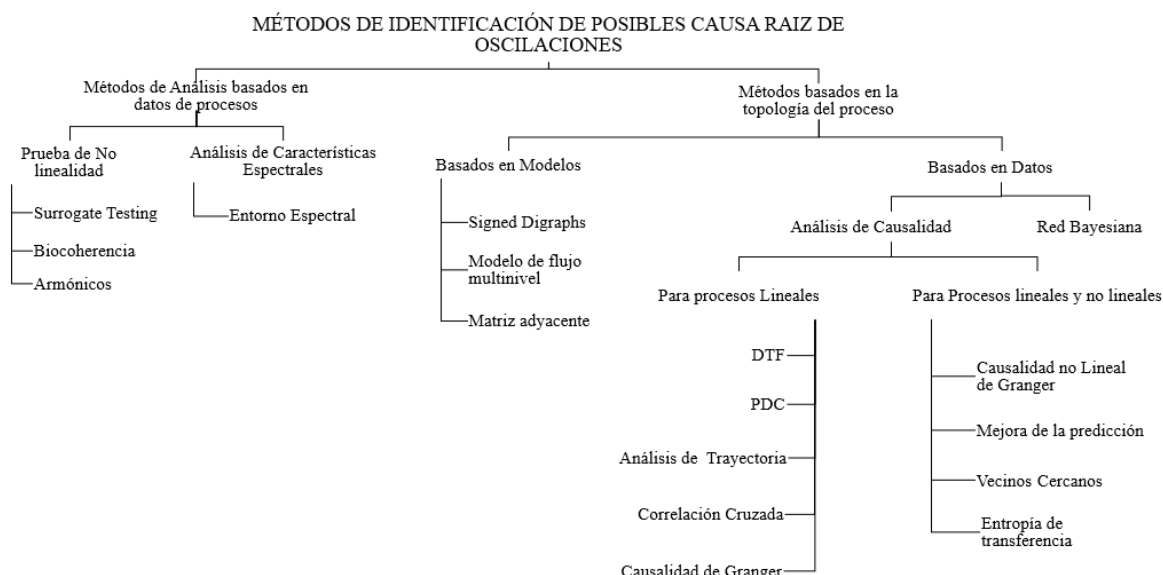 MÉTODOS DE IDENTIFICACIÓN DE POSIBLES CAUSA RAIZ DE
OSCILACIONES
Métodos de Análisis basados en
datos de procesos
Métodos basados en la
topología del proceso
Prueba de No
linealidad
Análisis de Características
Espectrales
Surrogate Testing
Biocoherencia
Armónicos
Entorno Espectral
Basados en Modelos
Signed Digraphs
Modelo de flujo
multinivel
Matriz adyacente
Basados en Datos
Análisis de Causalidad
Red Bayesiana
Para procesos Lineales
DTF
PDC
Análisis de Trayectoria
Correlación Cruzada
Causalidad de Granger
Para Procesos lineales y no lineales
Causalidad no Lineal
de Granger
Mejora de la predicción
Vecinos Cercanos
Entropía de
transferencia